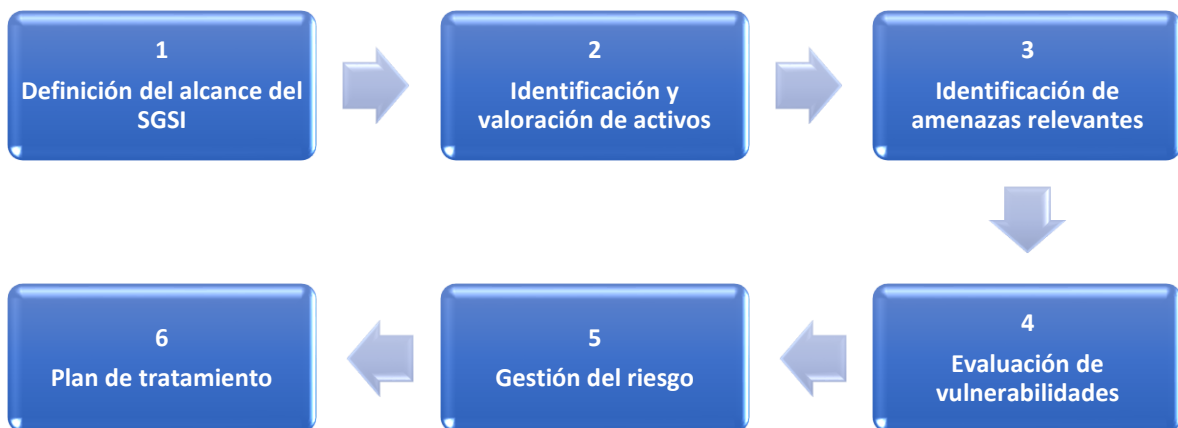 1
Definición del alcance del
SGSI
2
Identificación y
valoración de activos
3
Identificación de
amenazas relevantes
4
Evaluación de
vulnerabilidades
5
Gestión del riesgo
6
Plan de tratamiento